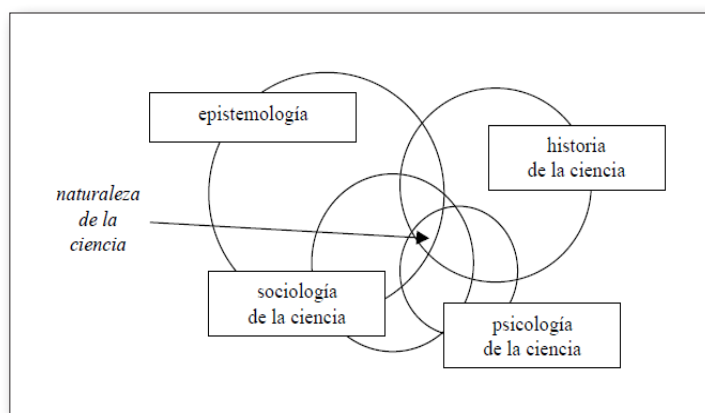 epistemología
historia
de la ciencia
naturaleza
de la
ciencia
sociología
de la ciencia
psicología
de la ciencia